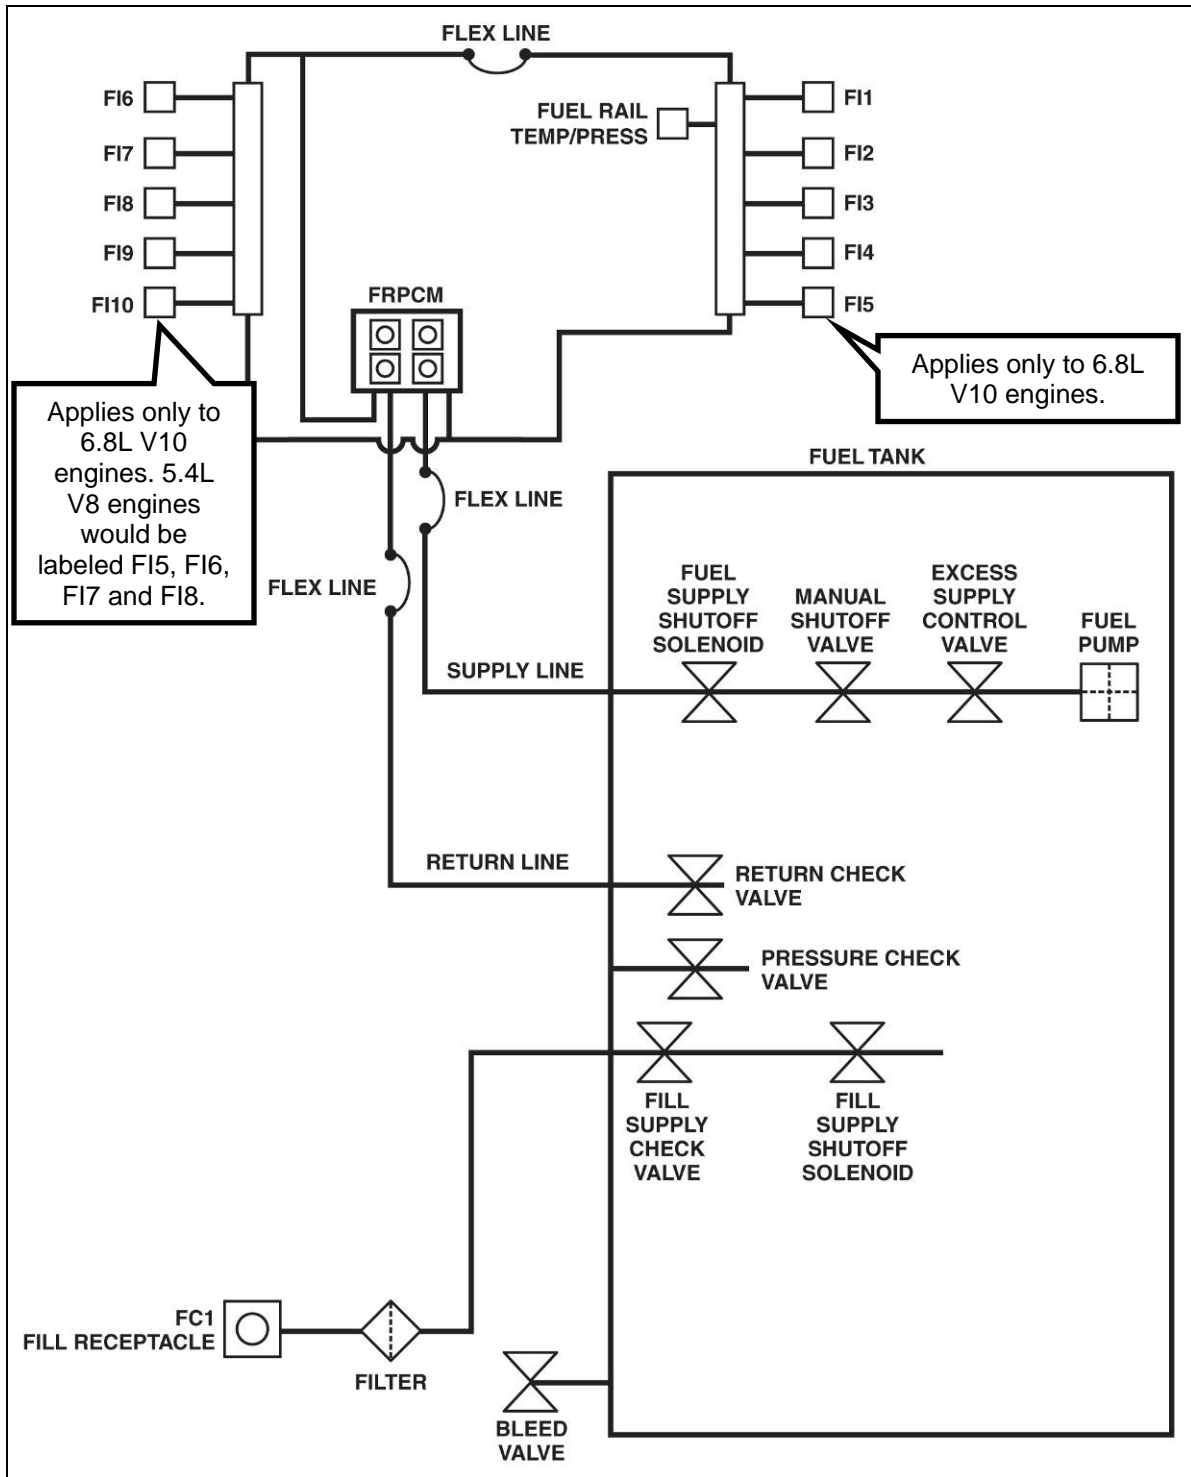 FLEX LINE
FI6
FI7
FI8
FI9
FI10
FUEL RAIL
TEMP/PRESS
FI1
FI2
FI3
FI4
FI5
FRPCM
Applies only to
6.8L V10
engines. 5.4L
V8 engines
would be
labeled FI5, FI6,
FI7 and FI8.
Applies only to 6.8L
V10 engines.
FLEX LINE
FLEX LINE
FUEL TANK
FUEL
SUPPLY
SHUTOFF
SOLENOID
MANUAL
SHUTOFF
VALVE
EXCESS
SUPPLY
CONTROL
VALVE
FUEL
PUMP
SUPPLY LINE
RETURN LINE
RETURN CHECK
VALVE
PRESSURE CHECK
VALVE
FILL
SUPPLY
CHECK
VALVE
FILL
SUPPLY
SHUTOFF
SOLENOID
FC1
FILL RECEPTACLE
FILTER
BLEED
VALVE